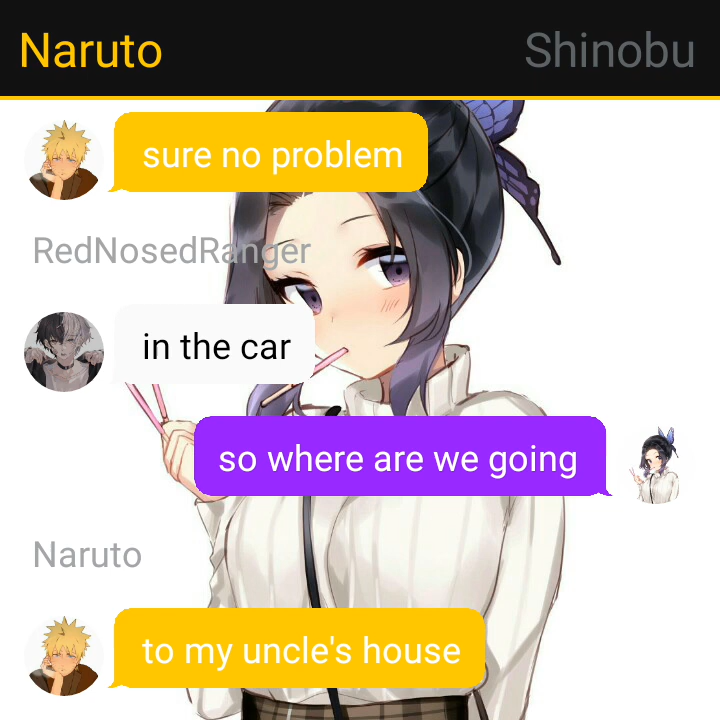 Naruto
Shinobu
sure no problem
RedNosedRanger
in the car
so where are we going
Naruto
to my uncle's house